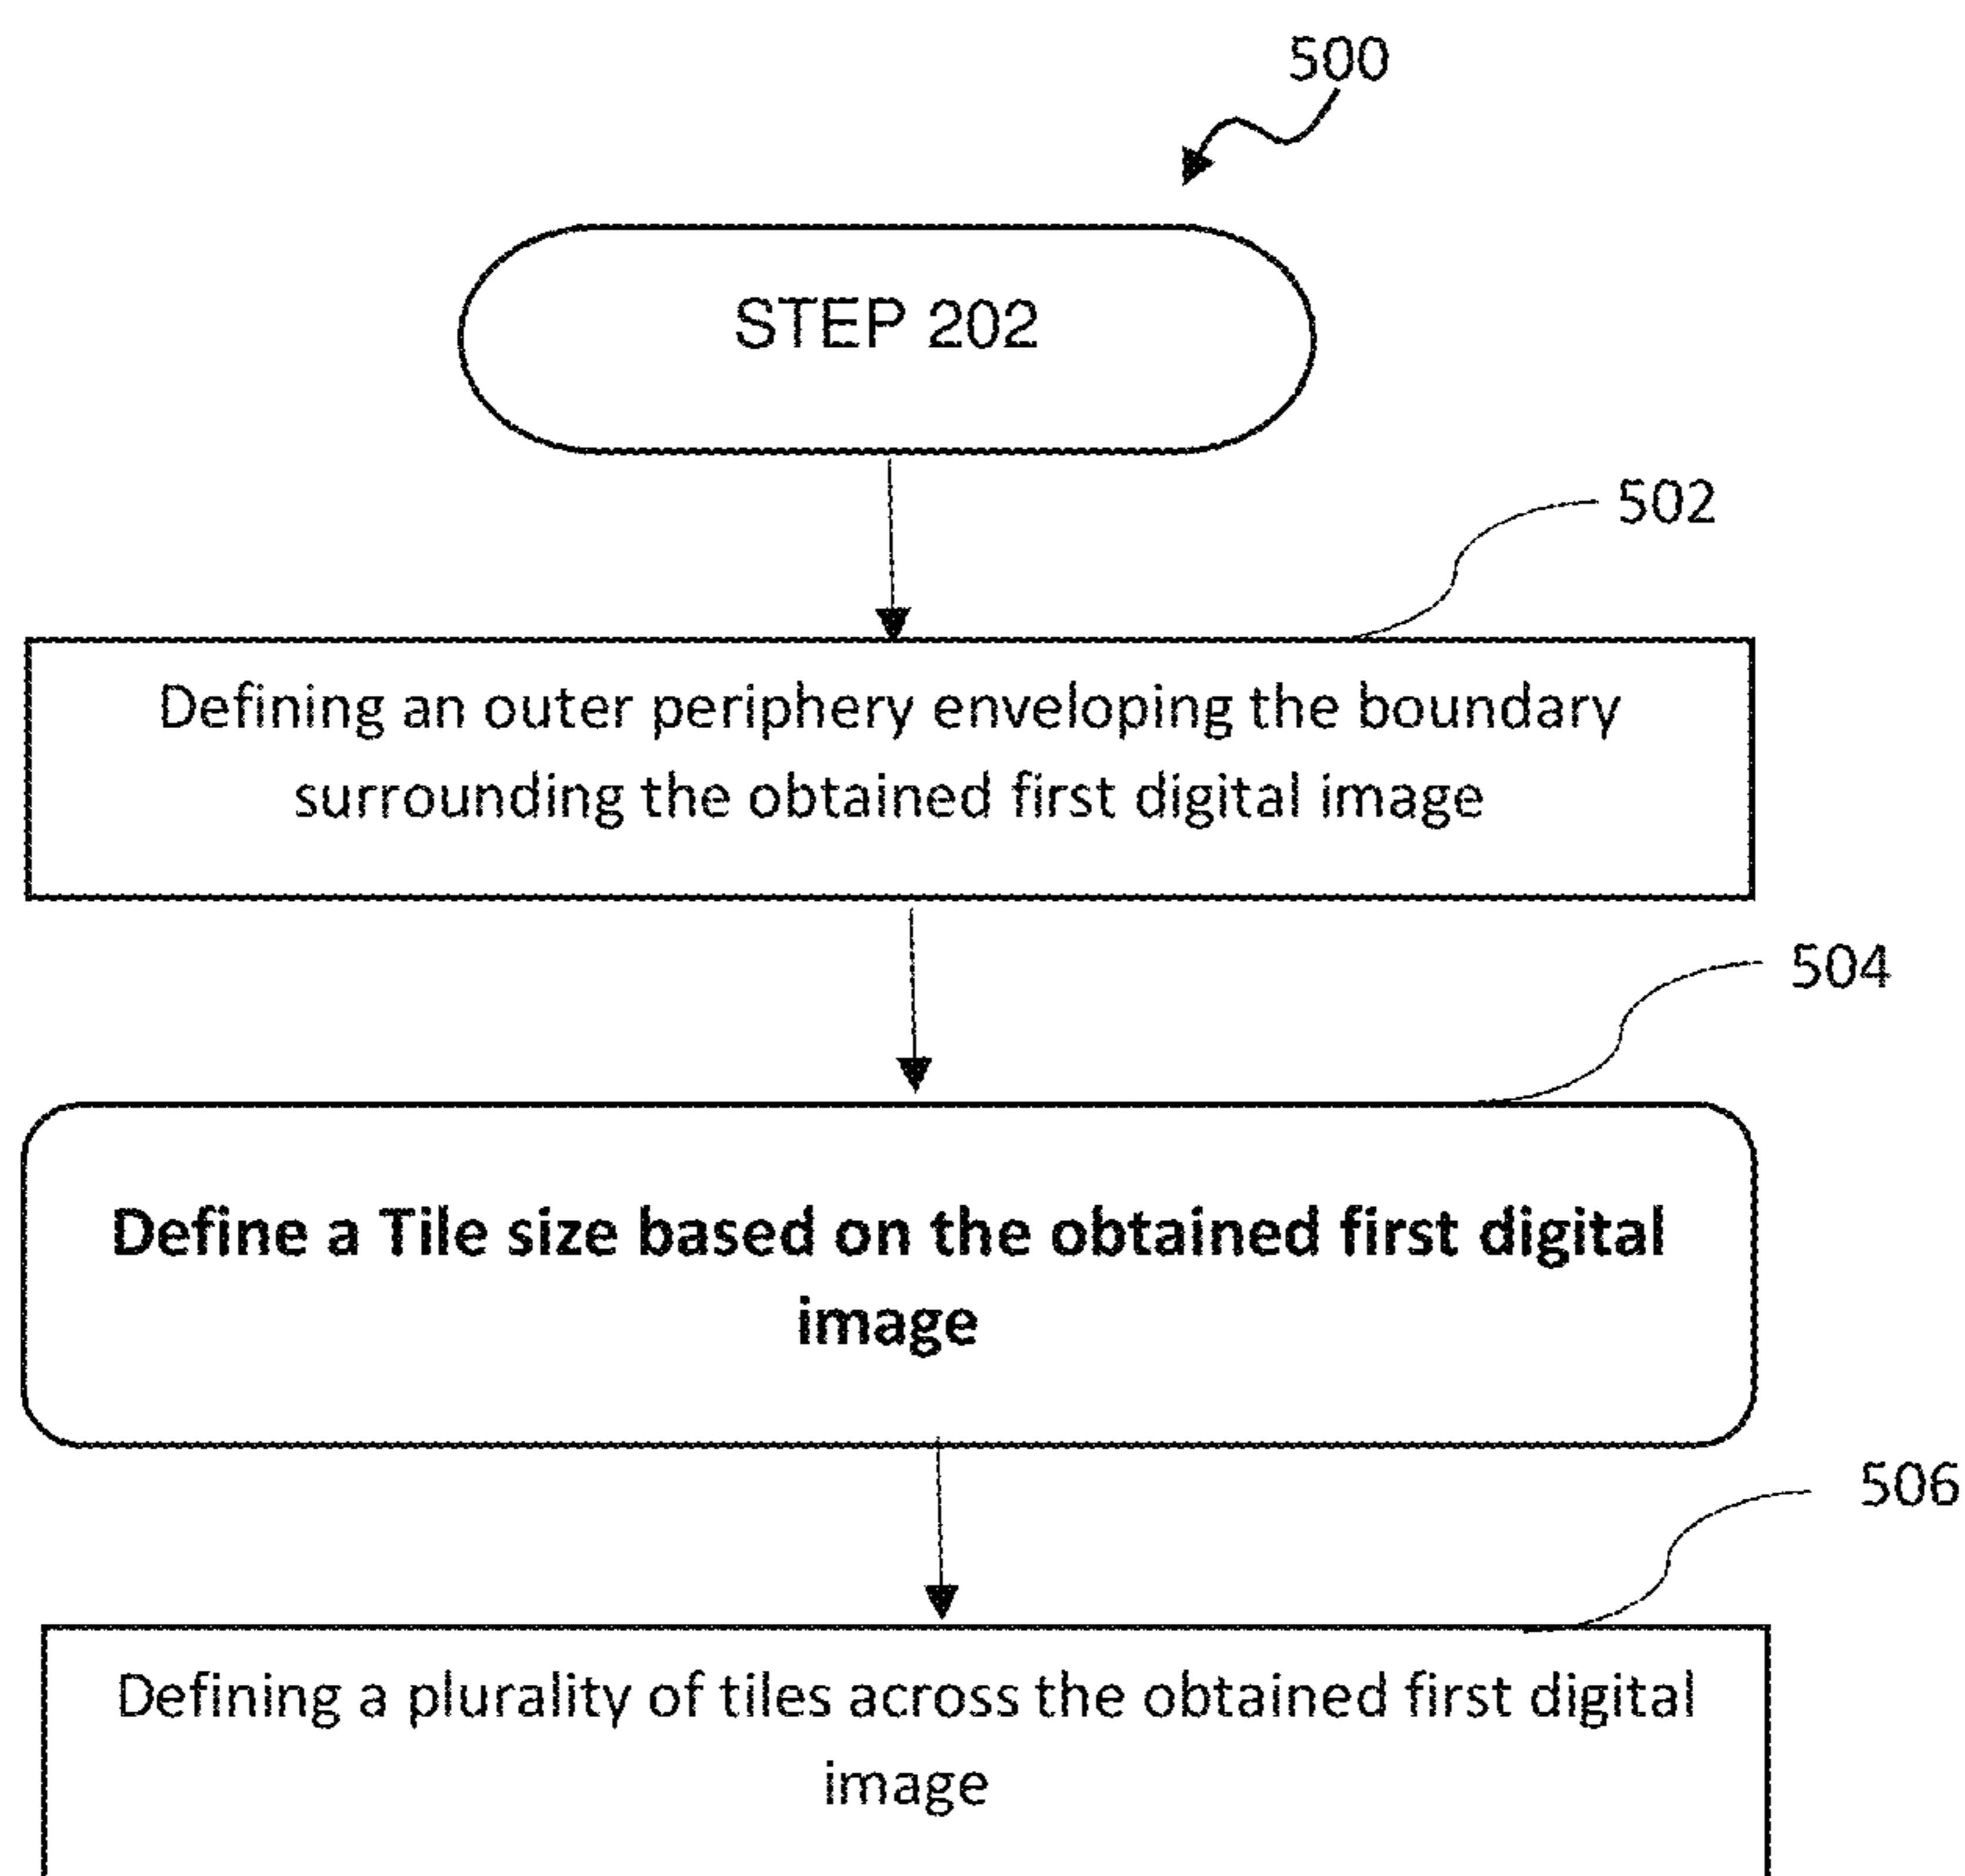 500
STEP 202
502
Defining an outer periphery enveloping the boundary
surrounding the obtained first digital image
504
Define a Tile size based on the obtained first digital
image
506
Defining a plurality of tiles across the obtained first digital
image